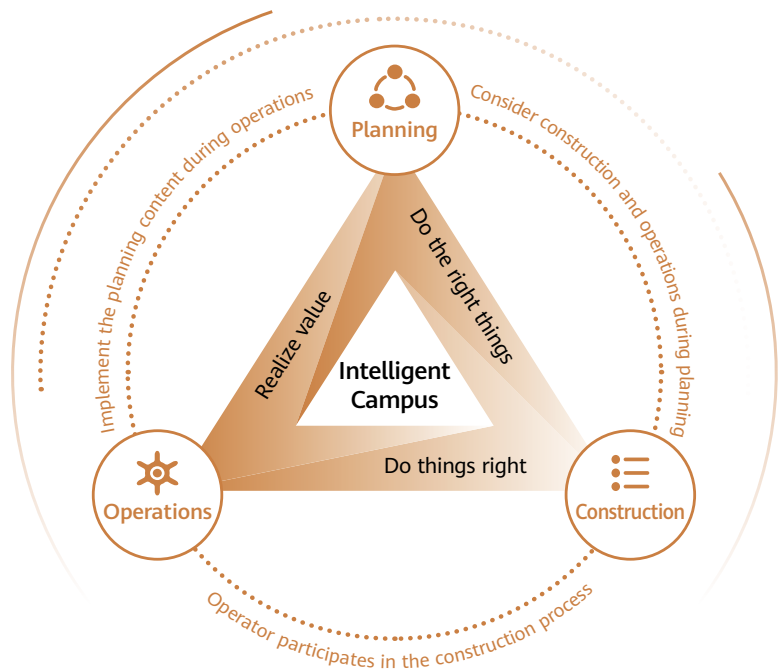 Planning
Consider construction and operations during planning
Implement the planning content during operations
Do the right things
Realize value
Intelligent
Campus
Do things right
Operations
Construction
Operator participates in the construction process